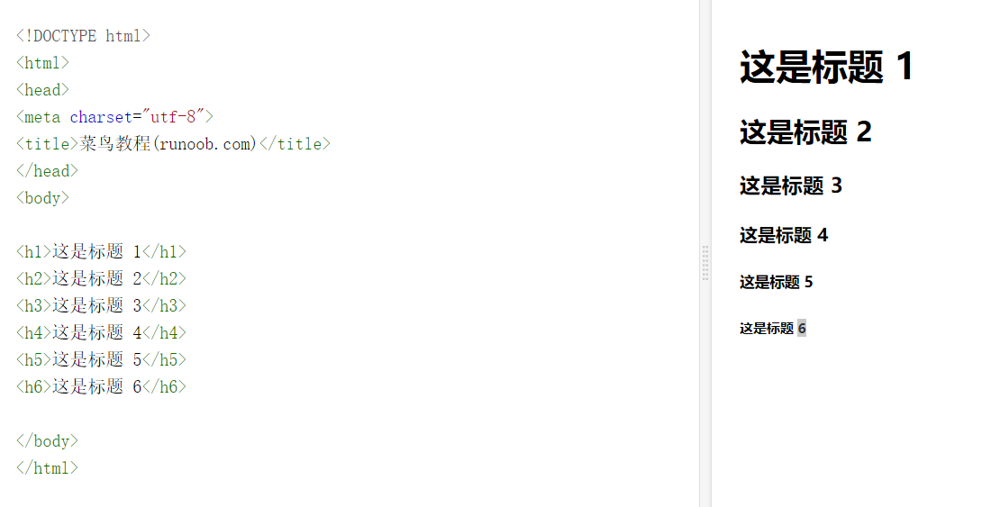 <!DOCTYPE html>
<html>
<head>
<meta charset="utf-8">
<title>菜鸟教程(runoob.com)</title>
</head>
<body>
<h1>这是标题 1</h1>
<h2>这是标题 2</h2>
<h3>这是标题 3</h3>
<h4>这是标题 4</h4>
<h5>这是标题 5</h5>
<h6>这是标题 6</h6>
</body>
</html>
这是标题 1
这是标题 2
这是标题 3
这是标题 4
这是标题 5
这是标题 6